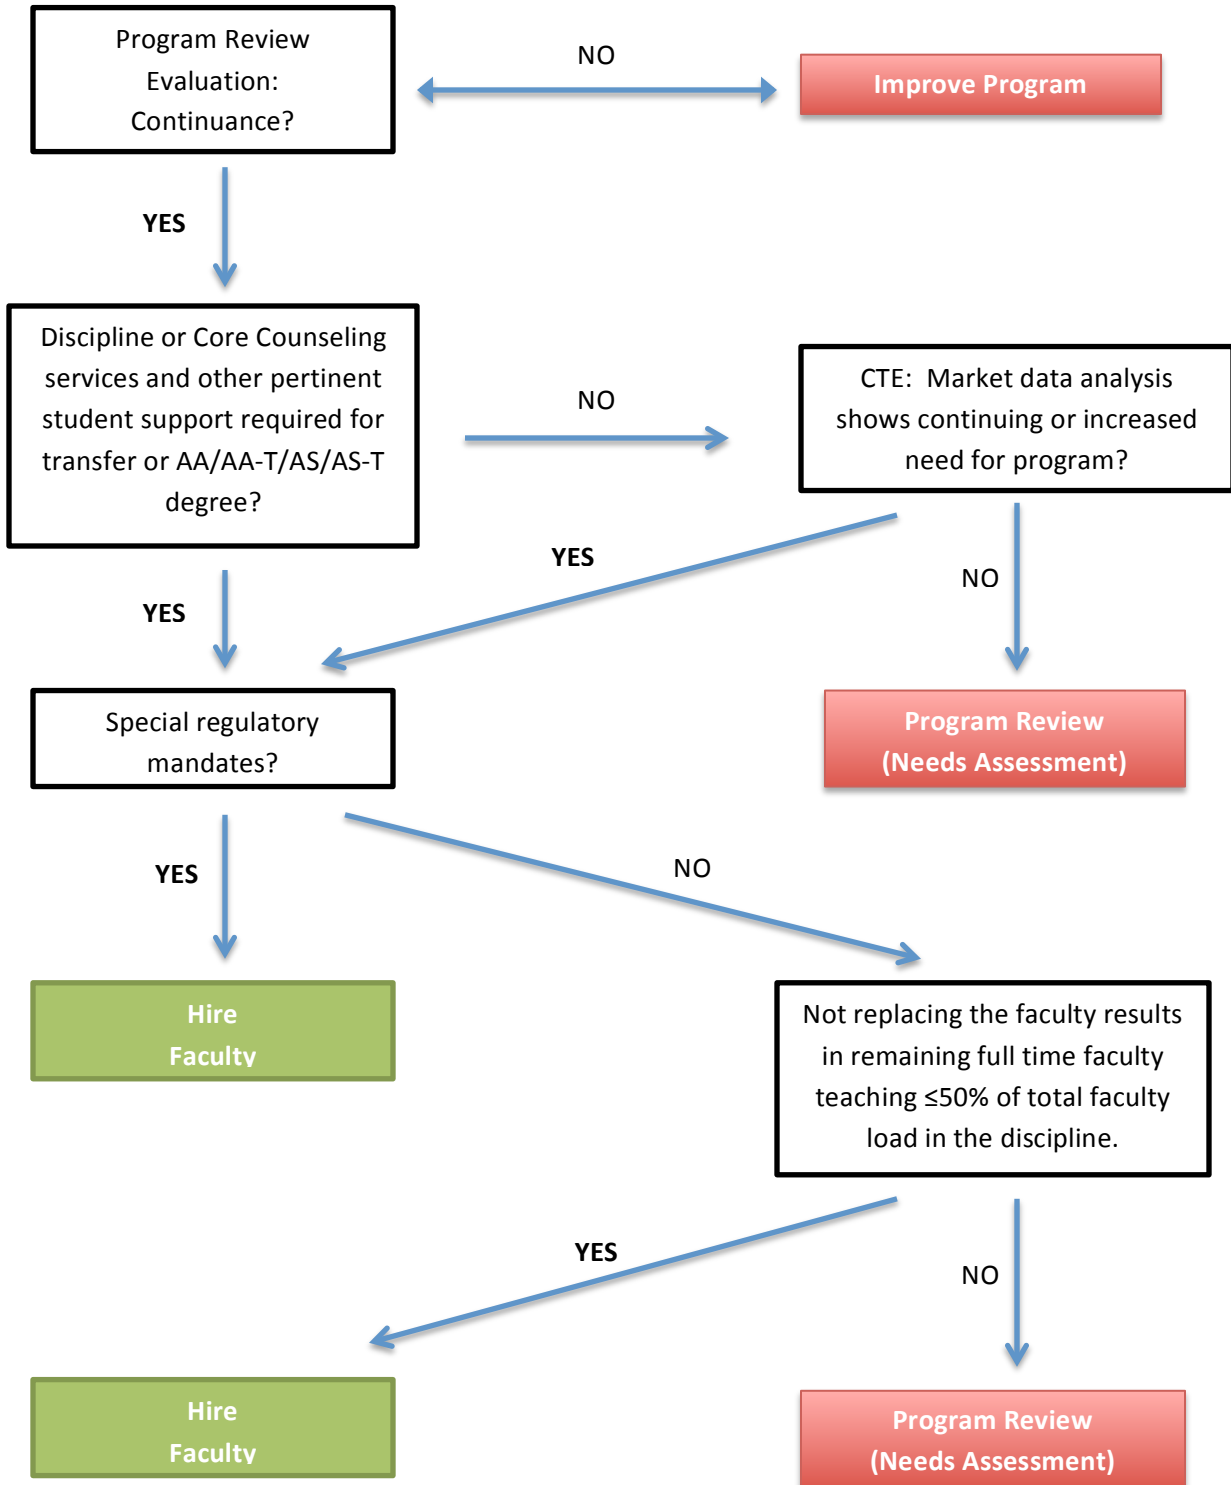 Program Review
Evaluation:
Continuance?
NO
Improve Program
YES
Discipline or Core Counseling
services and other pertinent
student support required for
transfer or AA/AA-T/AS/AS-T
degree?
NO
CTE:  Market data analysis
shows continuing or increased
need for program?
YES
NO
YES
Special regulatory
mandates?
Program Review
(Needs Assessment)
YES
NO
Hire
Faculty
Not replacing the faculty results
in remaining full time faculty
teaching ≤50% of total faculty
load in the discipline.
YES
NO
Hire
Faculty
Program Review
(Needs Assessment)